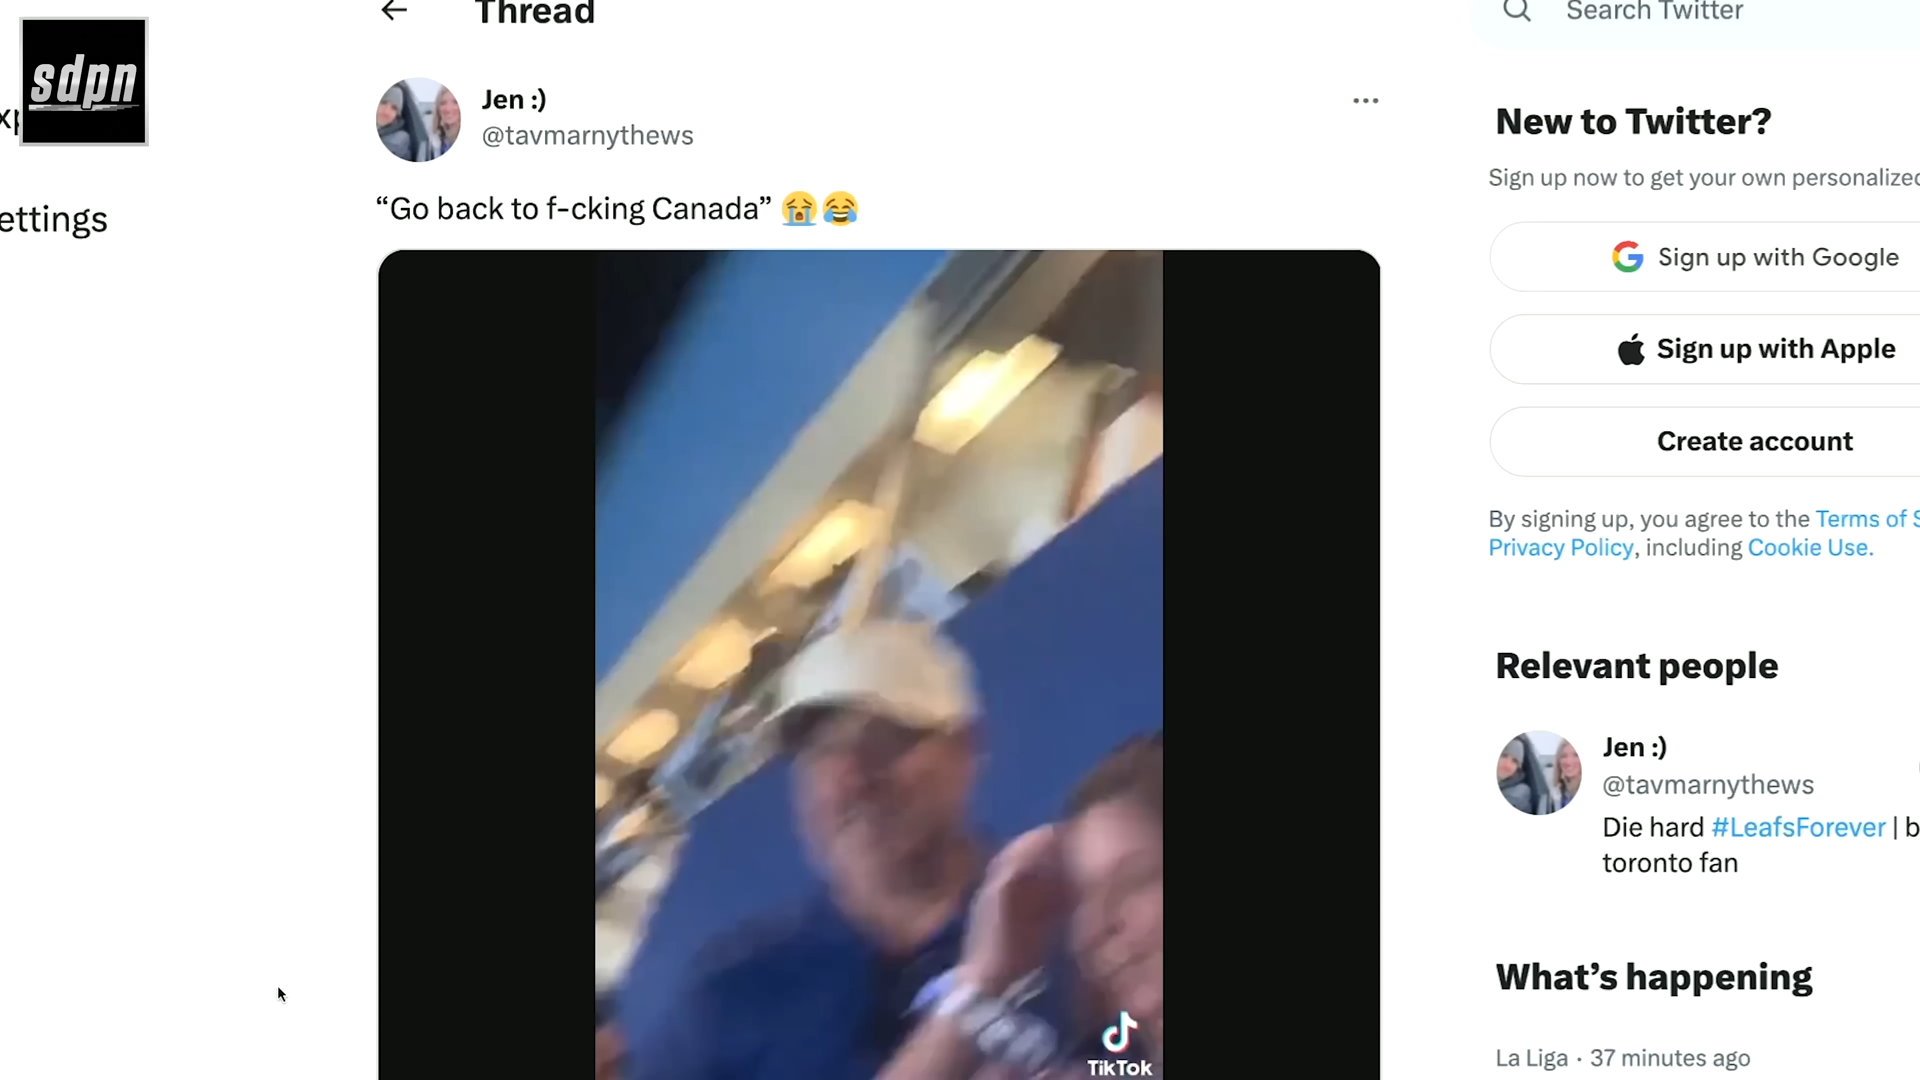 Thread
Search Twitter
sdpn
Jen :)
@tavmarnythews
ettings
“Go back to f-cking Canada” 😭😂
New to Twitter?
Sign up now to get your own personalized
Sign up with Google
Sign up with Apple
Create account
By signing up, you agree to the Terms of S
Privacy Policy, including Cookie Use.
Relevant people
Jen :)
@tavmarnythews
Die hard #LeafsForever | b
toronto fan
What’s happening
La Liga · 37 minutes ago
TikTok